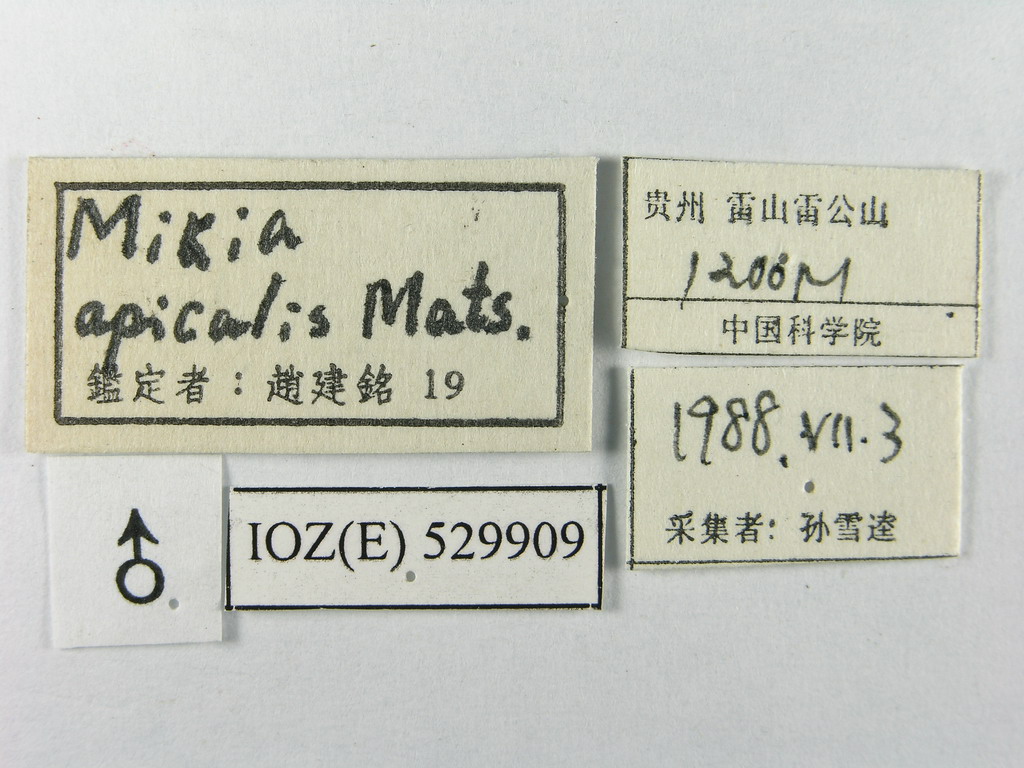 Mikia
apicalis Mats.
鑑定者：趙建銘 19
贵州 雷山雷公山
1200M
中国科学院
1988.VII.3
采集者：孙雪逵
♂
IOZ(E) 529909